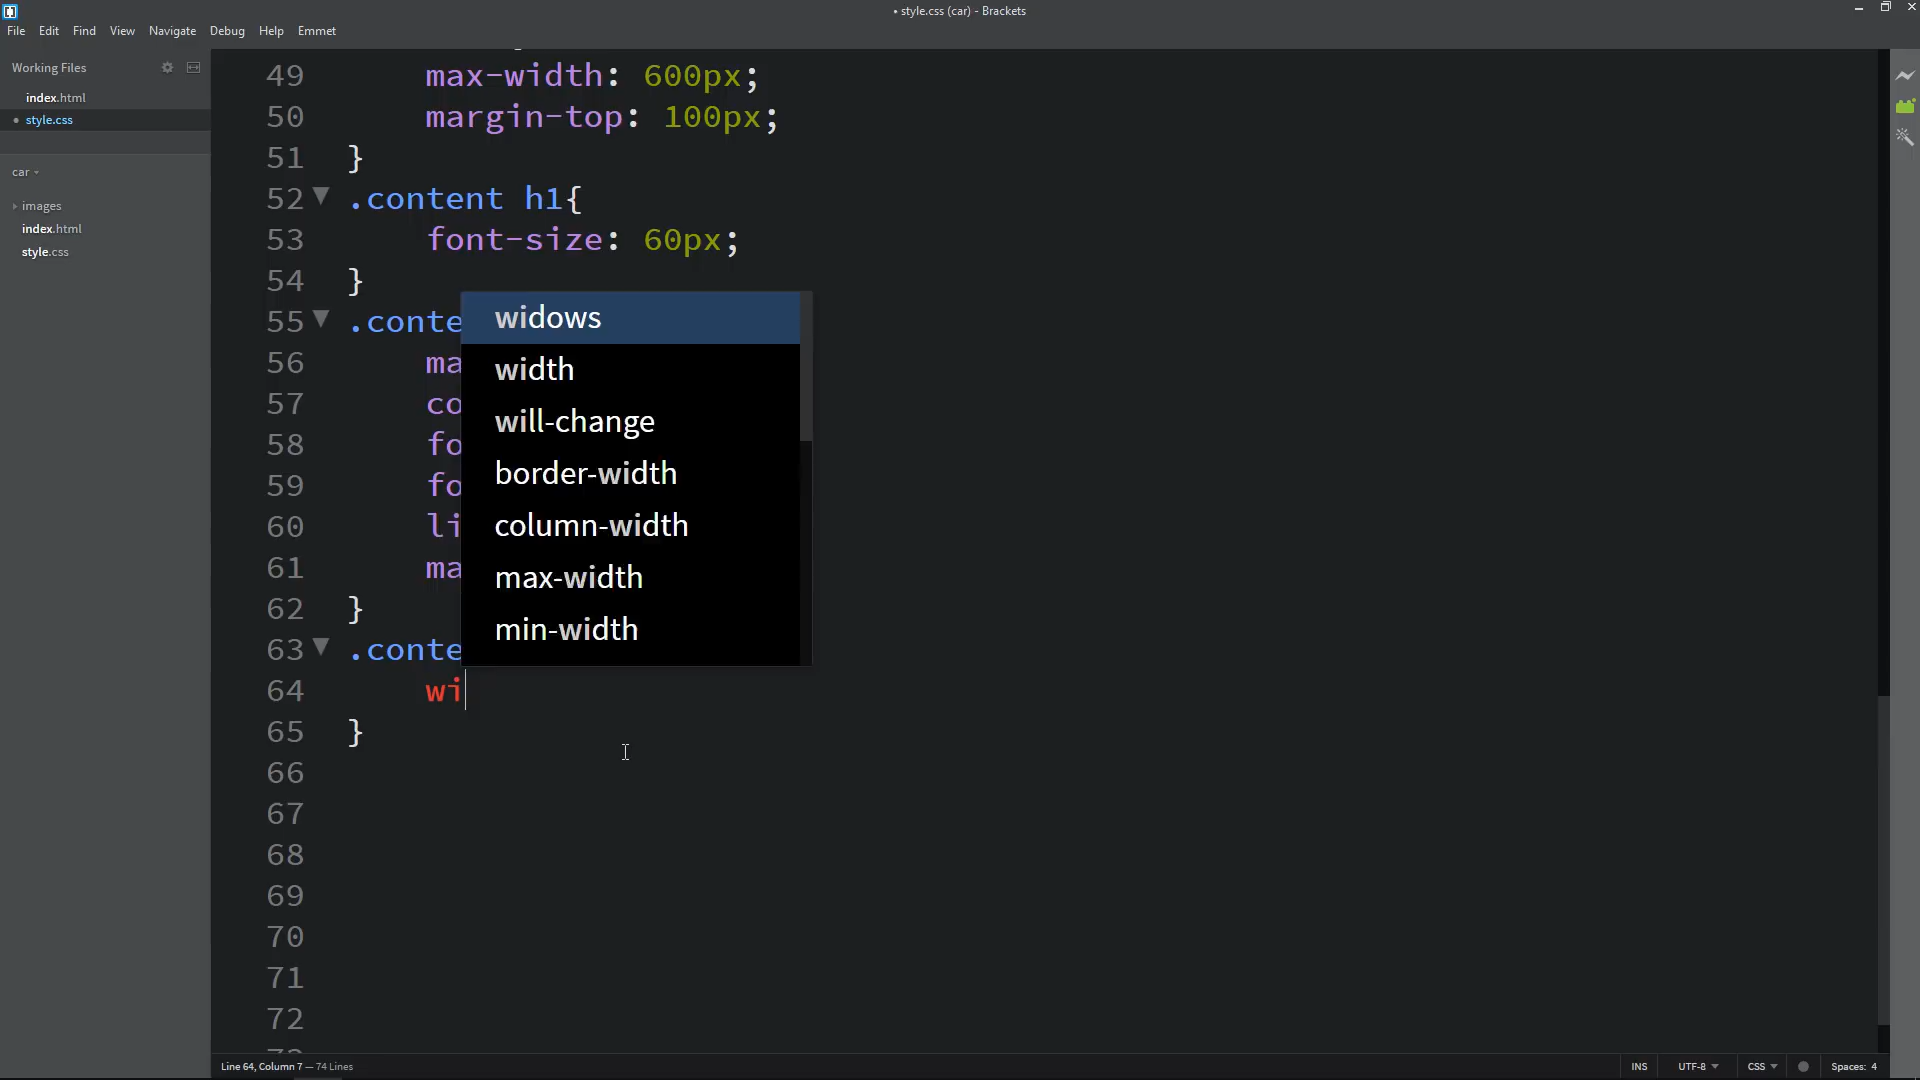 • style.css (car) - Brackets
File Edit Find View Navigate Debug Help Emmet
Working Files
index.html
• style.css
car
images
index.html
style.css
49 max-width: 600px;
50 margin-top: 100px;
51 }
52 .content h1{
53 font-size: 60px;
54 }
55 .conte
56 ma
57 co
58 fo
59 fo
60 li
61 ma
62 }
63 .conte
64 wi
65 }
66
67
68
69
70
71
72
widows
width
will-change
border-width
column-width
max-width
min-width
Line 64, Column 7 — 74 Lines
INS UTF-8 CSS Spaces: 4